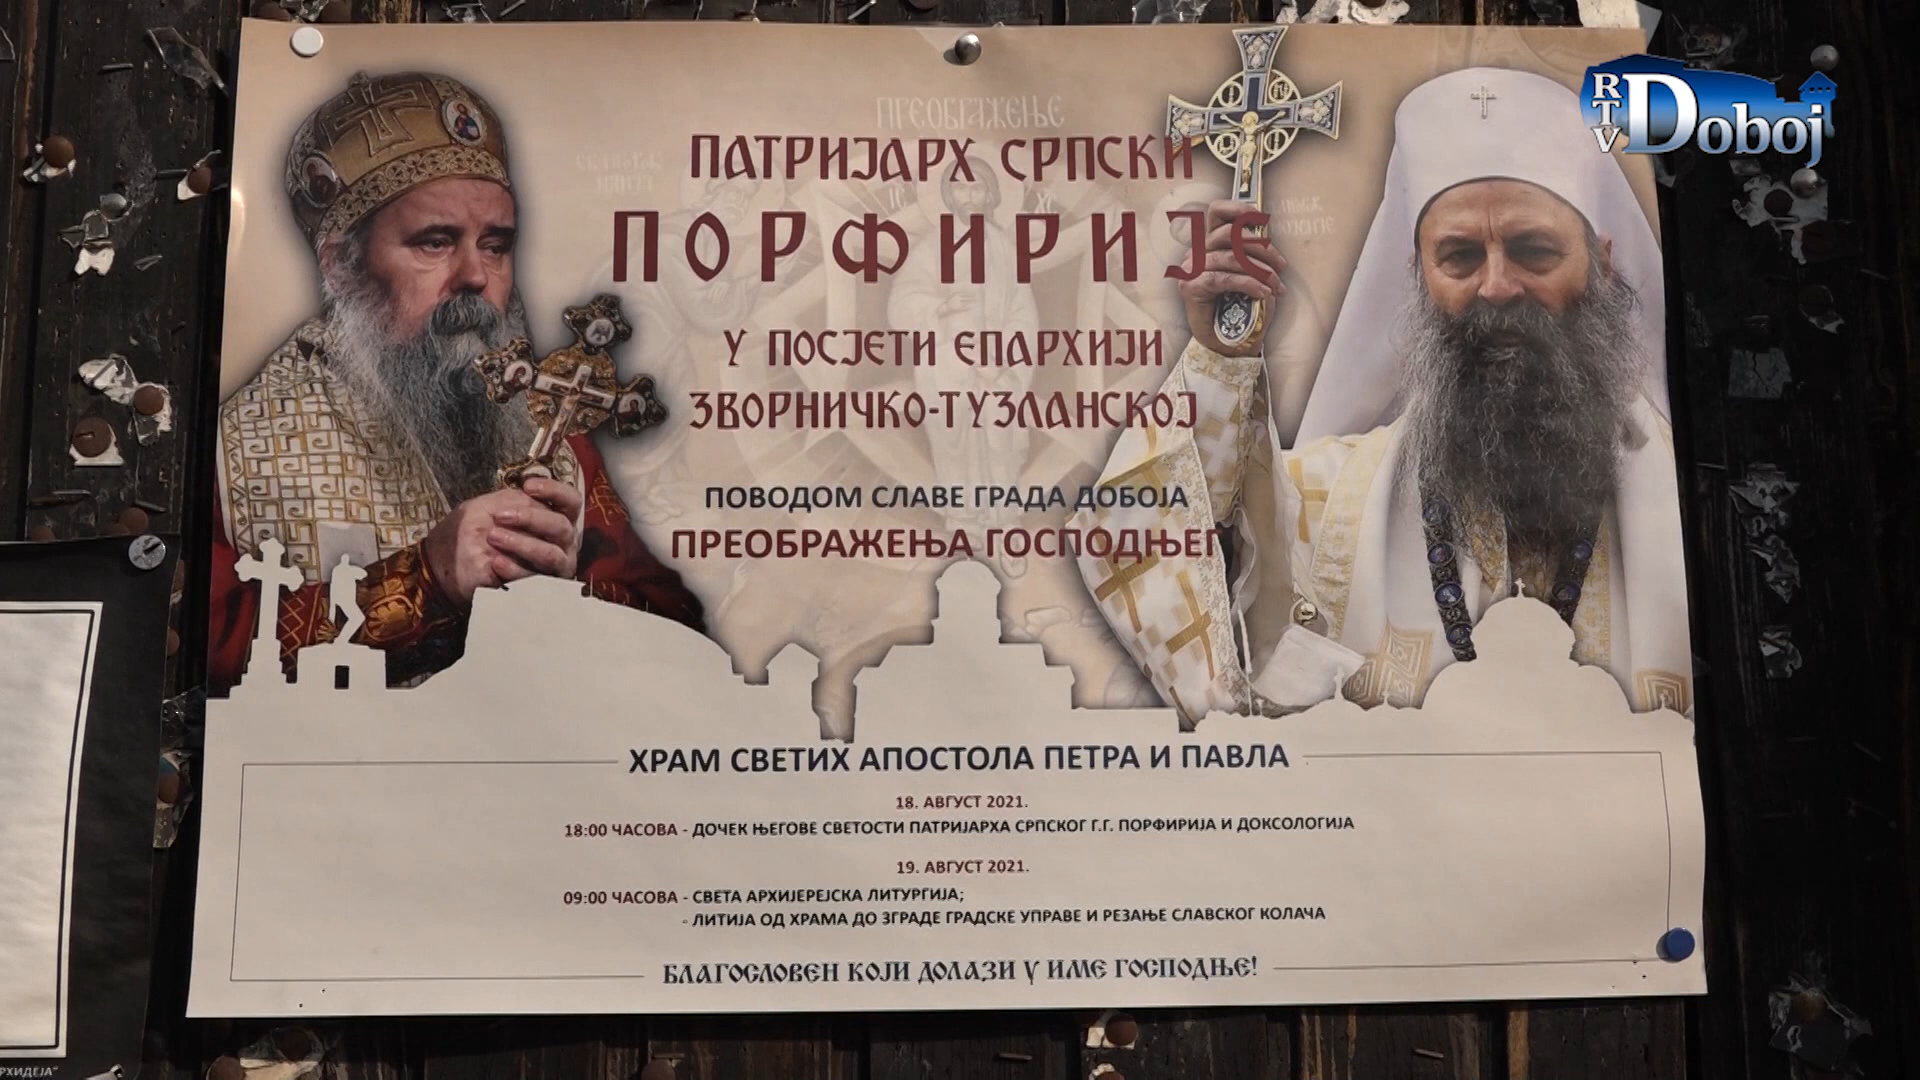 RTV Doboj
ПРЕОБРАЖЕЊЕ
ПАТРИЈАРХ СРПСКИ
ПОРФИРИЈЕ
У ПОСЈЕТИ ЕПАРХИЈИ
ЗВОРНИЧКО-ТУЗЛАНСКОЈ
ПОВОДОМ СЛАВЕ ГРАДА ДОБОЈА
ПРЕОБРАЖЕЊА ГОСПОДЊЕГ
ХРАМ СВЕТИХ АПОСТОЛА ПЕТРА И ПАВЛА
18. АВГУСТ 2021.
18:00 ЧАСОВА - ДОЧЕК ЊЕГОВЕ СВЕТОСТИ ПАТРИЈАРХА СРПСКОГ Г.Г. ПОРФИРИЈА И ДОКСОЛОГИЈА
19. АВГУСТ 2021.
09:00 ЧАСОВА - СВЕТА АРХИЈЕРЕЈСКА ЛИТУРГИЈА;
- ЛИТИЈА ОД ХРАМА ДО ЗГРАДЕ ГРАДСКЕ УПРАВЕ И РЕЗАЊЕ СЛАВСКОГ КОЛАЧА
БЛАГОСЛОВЕН КОЈИ ДОЛАЗИ У ИМЕ ГОСПОДЊЕ!